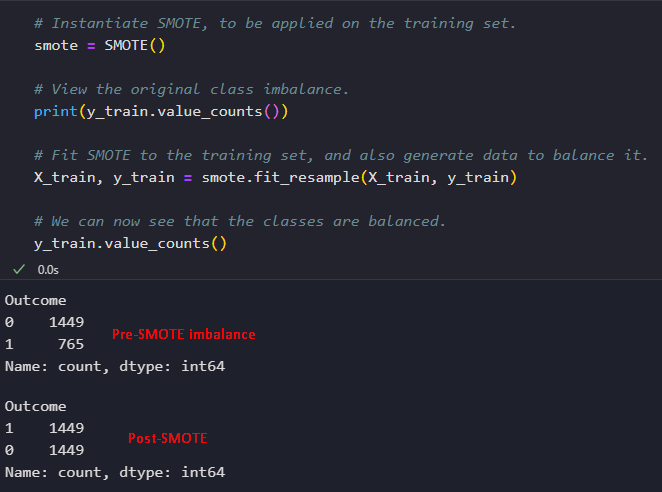 # Instantiate SMOTE, to be applied on the training set.
smote = SMOTE()
# View the original class imbalance.
print(y_train.value_counts())
# Fit SMOTE to the training set, and also generate data to balance it.
X_train, y_train = smote.fit_resample(X_train, y_train)
# We can now see that the classes are balanced.
y_train.value_counts()
✓ 0.0s
Outcome
0 1449
Pre-SMOTE imbalance
1 765
Name: count, dtype: int64
Outcome
1 1449
Post-SMOTE
0 1449
Name: count, dtype: int64